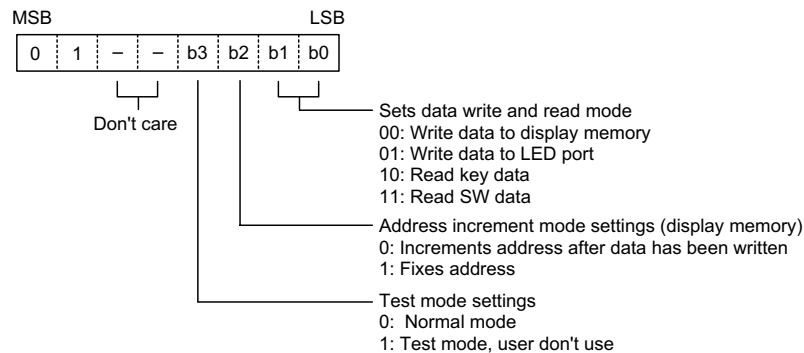 MSB LSB
0 1 – – b3 b2 b1 b0
Don't care
Sets data write and read mode
00: Write data to display memory
01: Write data to LED port
10: Read key data
11: Read SW data
Address increment mode settings (display memory)
0: Increments address after data has been written
1: Fixes address
Test mode settings
0: Normal mode
1: Test mode, user don't use